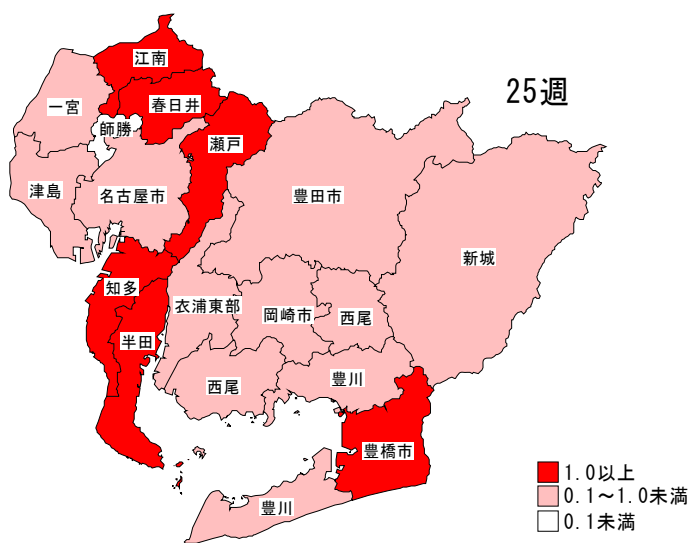 江南
25週
一宮
春日井
師勝
瀬戸
津島
名古屋市
豊田市
新城
知多
衣浦東部
岡崎市
西尾
半田
西尾
豊川
豊橋市
豊川
1.0以上
0.1～1.0未満
0.1未満